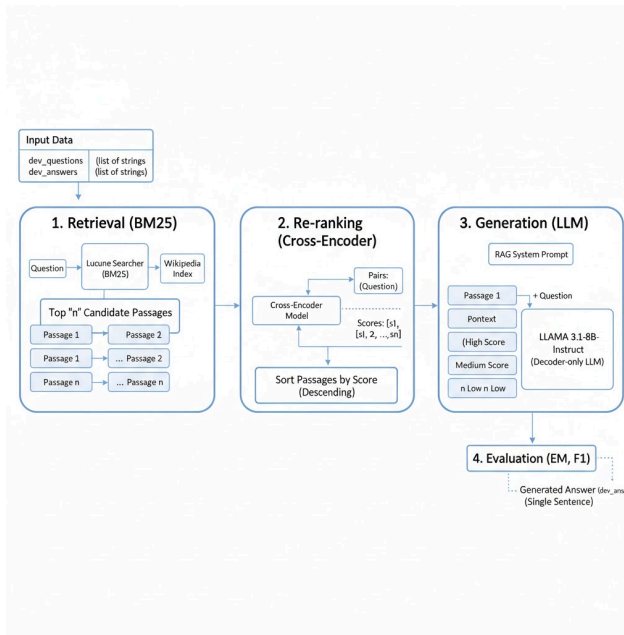 Input Data
dev_questions (list of strings
dev_answers (list of strings)
1. Retrieval (BM25)
Question
Lucune Searcher
(BM25)
Wikipedia
Index
Top "n" Candidate Passages
Passage 1 Passage 2
Passage 1 ... Passage 2
Passage n ... Passage n
2. Re-ranking
(Cross-Encoder)
Pairs:
(Question)
Cross-Encoder
Model
Scores: [s1,
[s1, 2, ..., sn]
Sort Passages by Score
(Descending)
3. Generation (LLM)
RAG System Prompt
Passage 1 + Question
Pontext
(High Score
Medium Score
n Low n Low
LLAMA 3.1-8B-
Instruct
(Decoder-only LLM)
4. Evaluation (EM, F1)
Generated Answer (dev_ans
(Single Sentence)